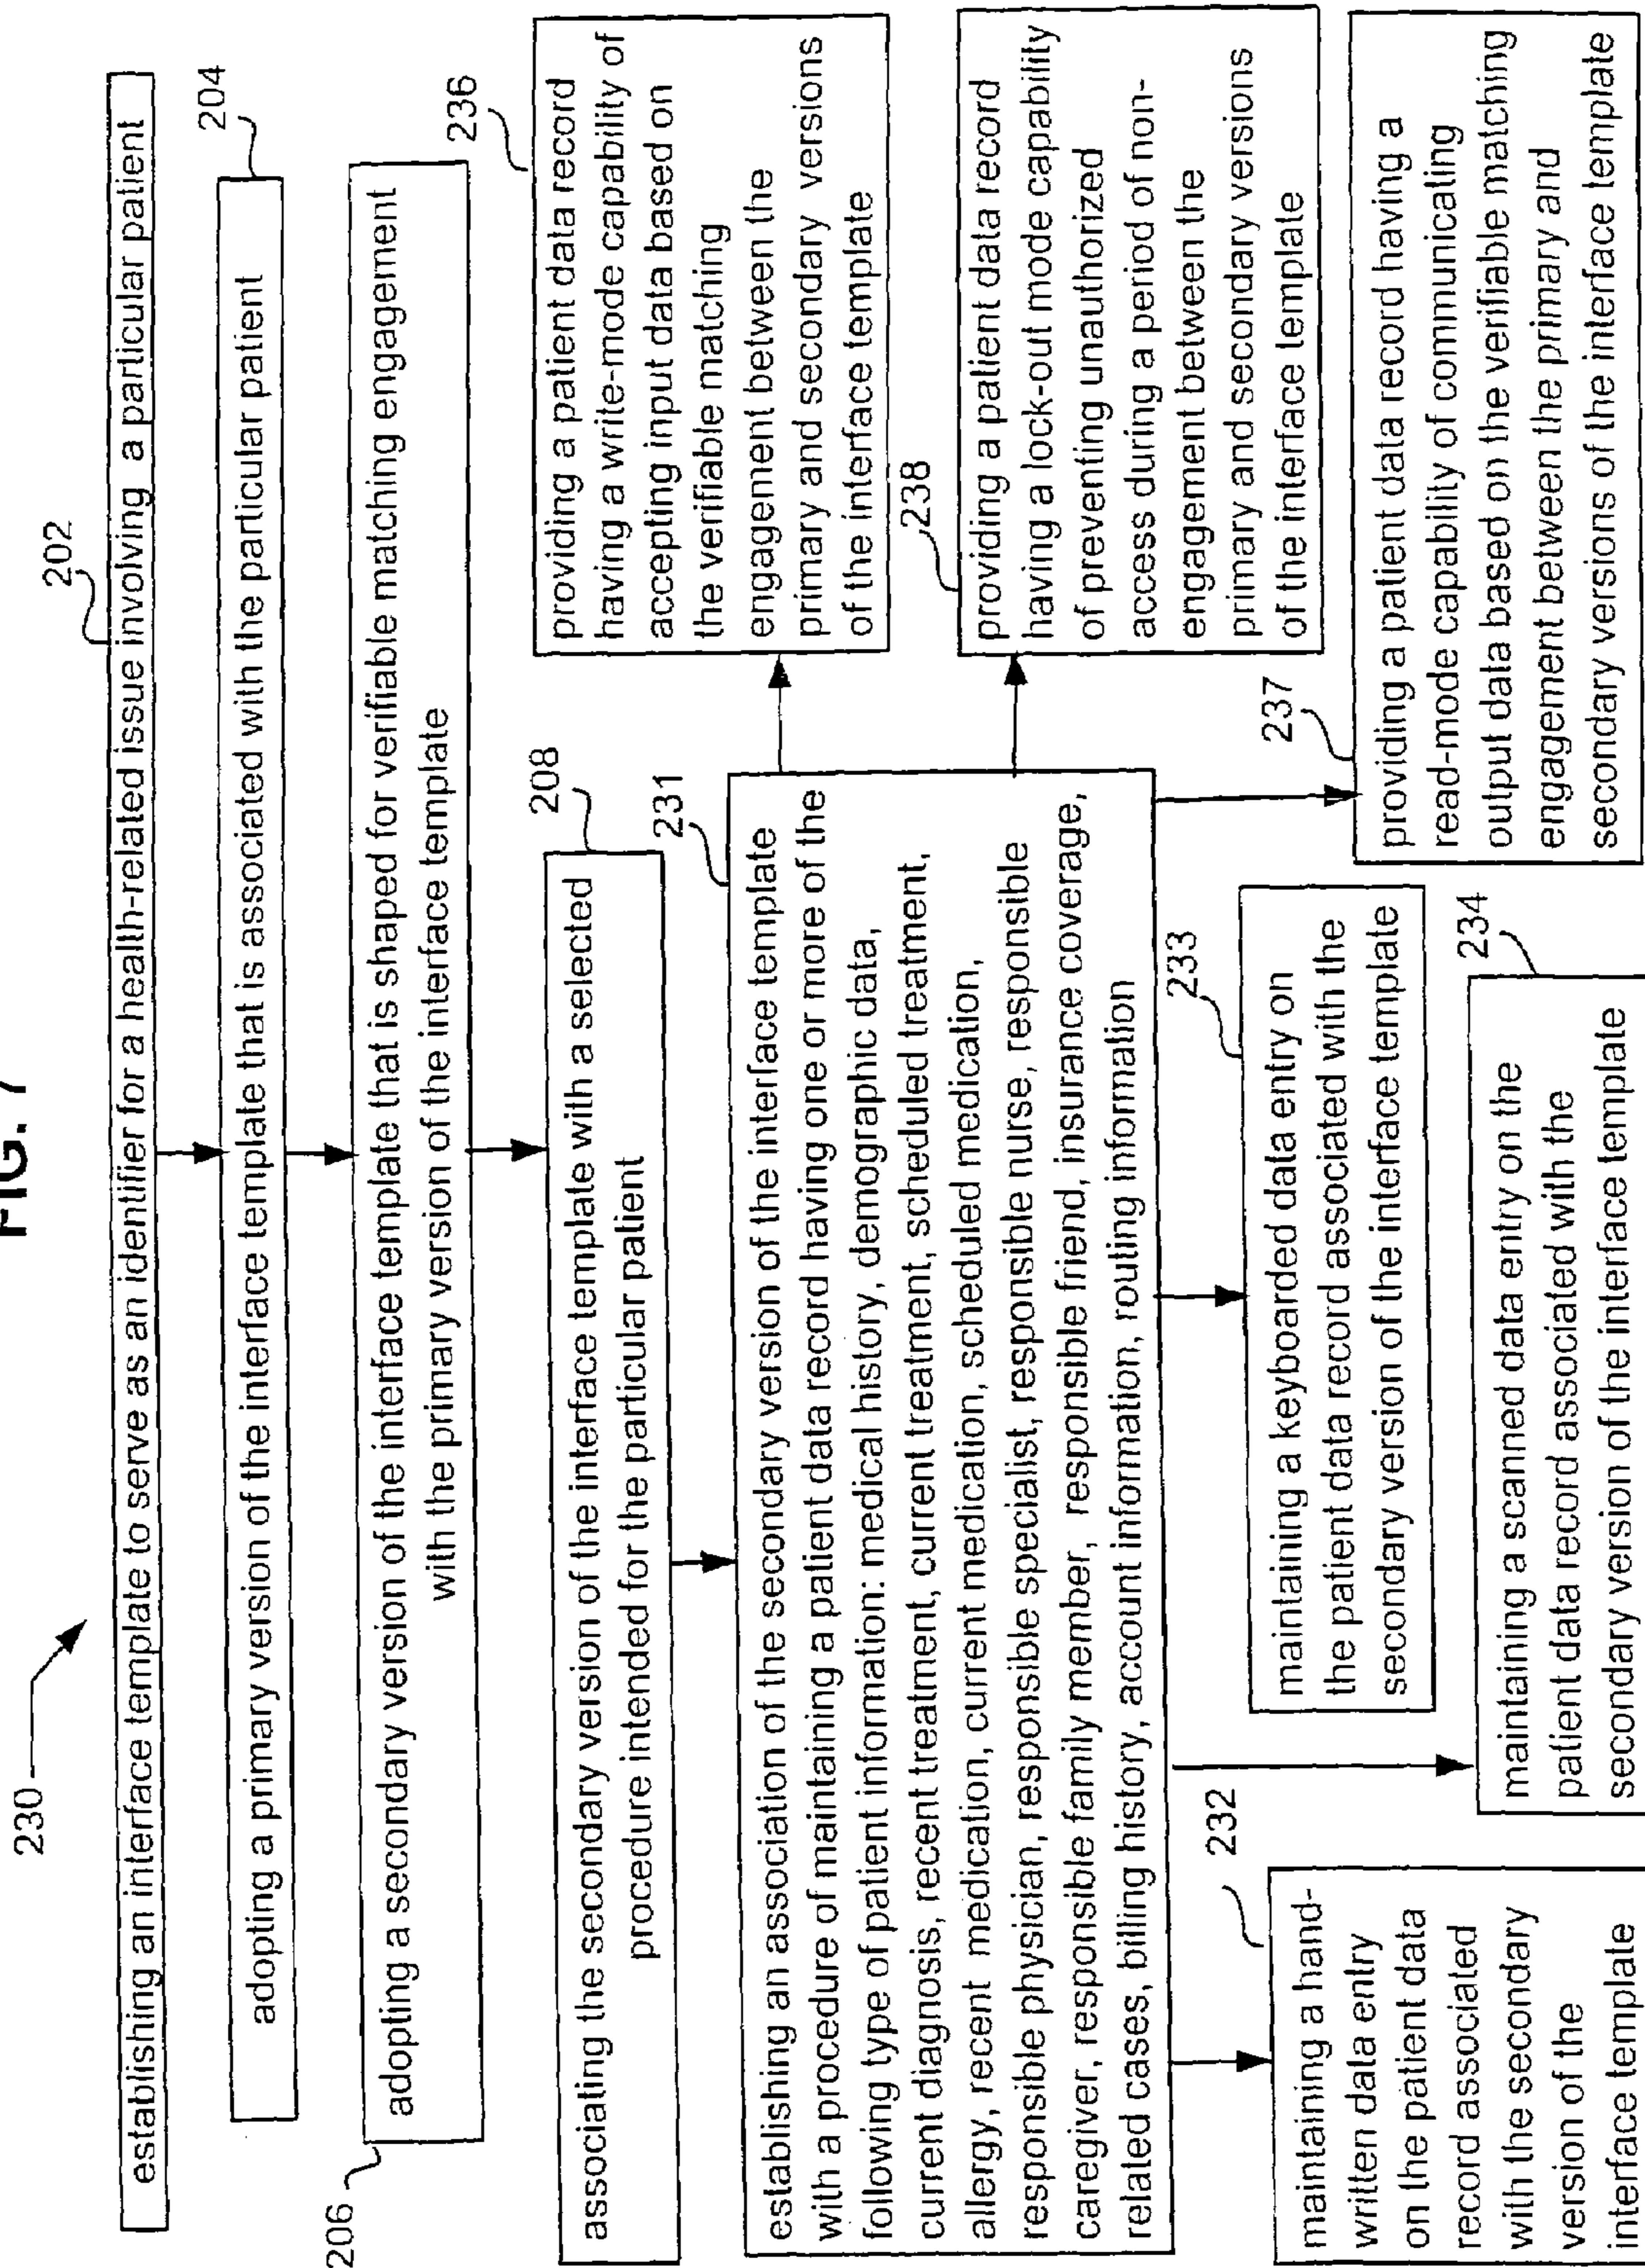 FIG. 7
230
202
establishing an interface template to serve as an identifier for a health-related issue involving a particular patient
204
adopting a primary version of the interface template that is associated with the particular patient
206
adopting a secondary version of the interface template that is shaped for verifiable matching engagement
with the primary version of the interface template
208
associating the secondary version of the interface template with a selected
procedure intended for the particular patient
231
establishing an association of the secondary version of the interface template
with a procedure of maintaining a patient data record having one or more of the
following type of patient information: medical history, demographic data,
current diagnosis, recent treatment, current treatment, scheduled treatment,
allergy, recent medication, current medication, scheduled medication,
responsible physician, responsible specialist, responsible nurse, responsible
caregiver, responsible family member, responsible friend, insurance coverage,
related cases, billing history, account information, routing information
236
providing a patient data record
having a write-mode capability of
accepting input data based on
the verifiable matching
engagement between the
primary and secondary versions
of the interface template
238
providing a patient data record
having a lock-out mode capability
of preventing unauthorized
access during a period of non-
engagement between the
primary and secondary versions
of the interface template
232
maintaining a hand-
written data entry
on the patient data
record associated
with the secondary
version of the
interface template
233
maintaining a keyboarded data entry on
the patient data record associated with the
secondary version of the interface template
234
maintaining a scanned data entry on the
patient data record associated with the
secondary version of the interface template
237
providing a patient data record having a
read-mode capability of communicating
output data based on the verifiable matching
engagement between the primary and
secondary versions of the interface template